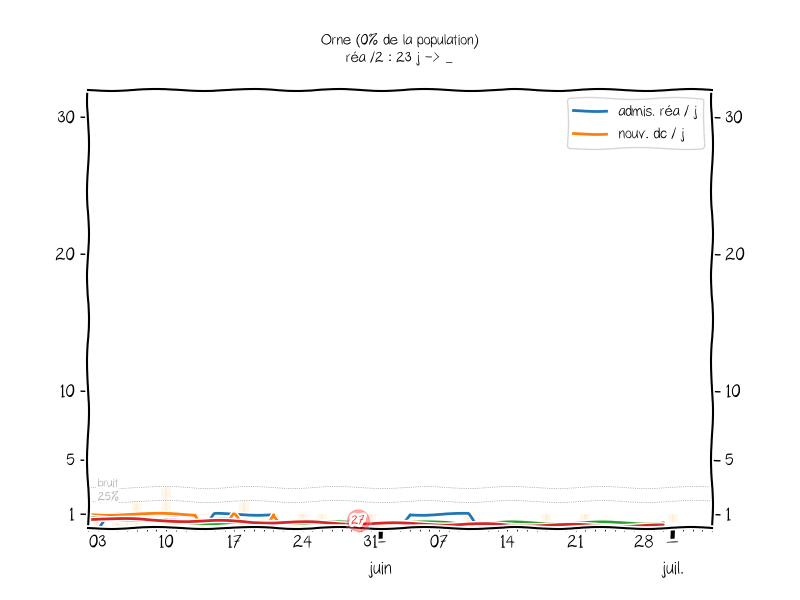 Orne (0% de la population)
réa /2 : 23 j -> _
admis. réa / j
nouv. dc / j
30
30
20
20
10
10
5
5
bruit
25%
1
1
27
03 10 17 24 31 07 14 21 28
juin juil.